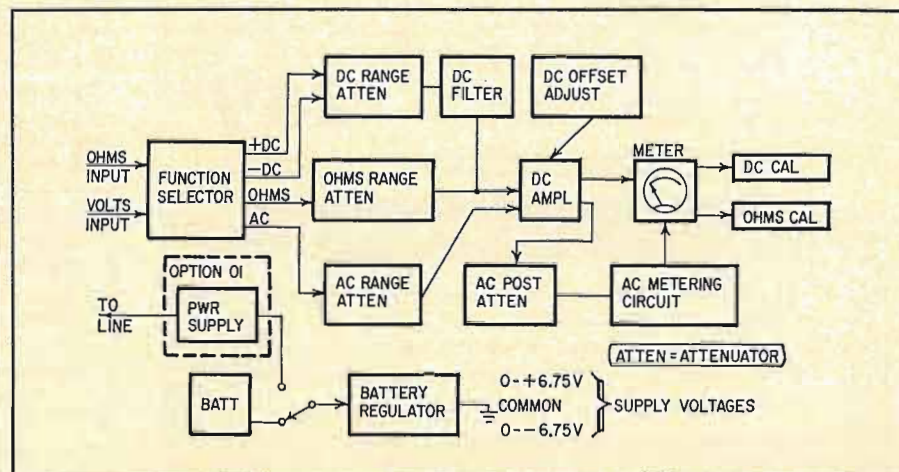 DC RANGE
ATTEN
DC
FILTER
DC OFFSET
ADJUST
OHMS
INPUT
VOLTS
INPUT
FUNCTION
SELECTOR
+DC
-DC
OHMS
AC
OHMS RANGE
ATTEN
DC
AMPL
METER
DC CAL
OHMS CAL
AC RANGE
ATTEN
AC POST
ATTEN
AC METERING
CIRCUIT
OPTION 01
PWR
SUPPLY
TO
LINE
(ATTEN = ATTENUATOR)
BATT
BATTERY
REGULATOR
0-+6.75V
COMMON
0--6.75V
SUPPLY VOLTAGES